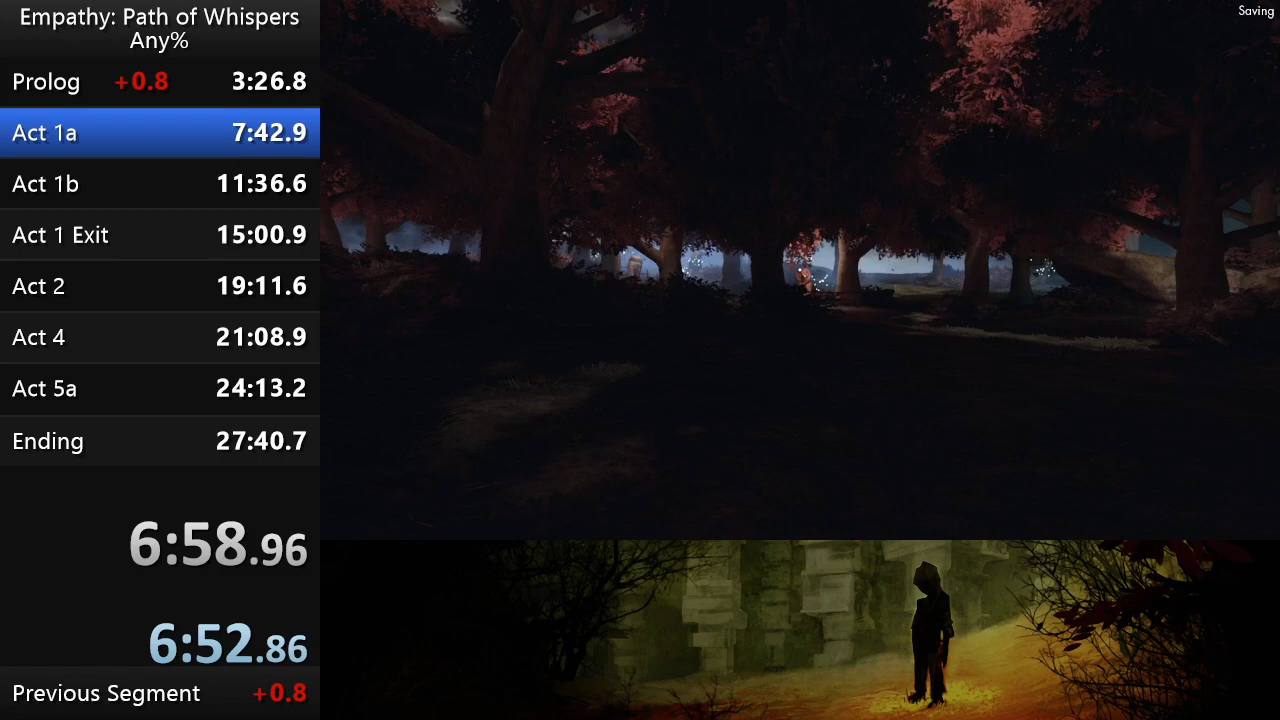 Empathy: Path of Whispers
Any%
Saving
Prolog +0.8 3:26.8
Act 1a 7:42.9
Act 1b 11:36.6
Act 1 Exit 15:00.9
Act 2 19:11.6
Act 4 21:08.9
Act 5a 24:13.2
Ending 27:40.7
6:58.96
6:52.86
Previous Segment +0.8